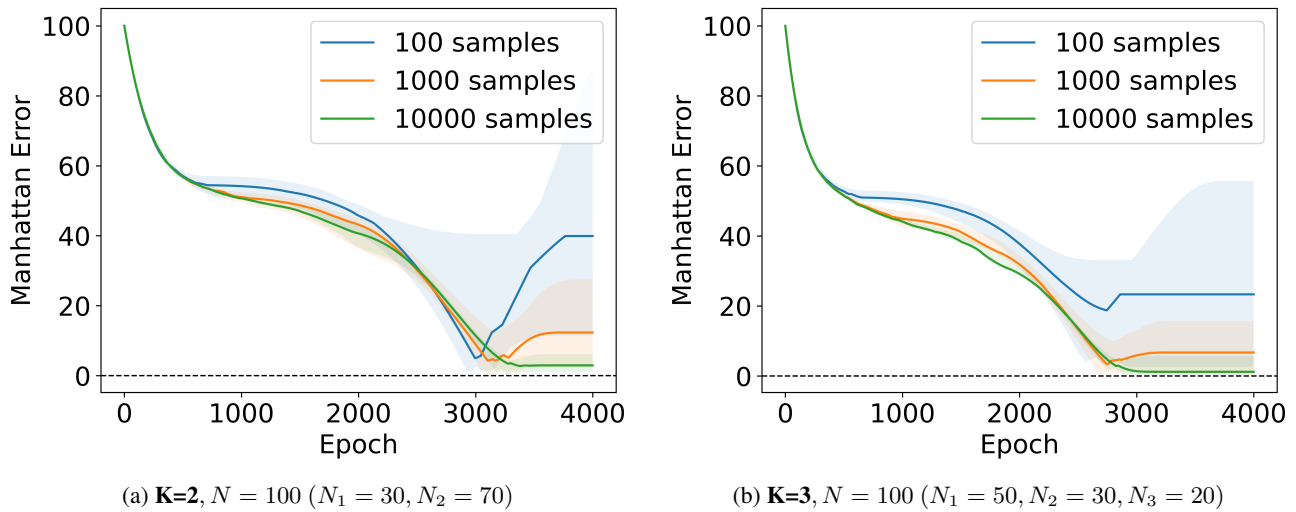 100 samples
1000 samples
10000 samples
Manhattan Error
100
80
60
40
20
0
0 1000 2000 3000 4000
Epoch
(a) K=2, N = 100 (N₁ = 30, N₂ = 70)
100 samples
1000 samples
10000 samples
Manhattan Error
100
80
60
40
20
0
0 1000 2000 3000 4000
Epoch
(b) K=3, N = 100 (N₁ = 50, N₂ = 30, N₃ = 20)